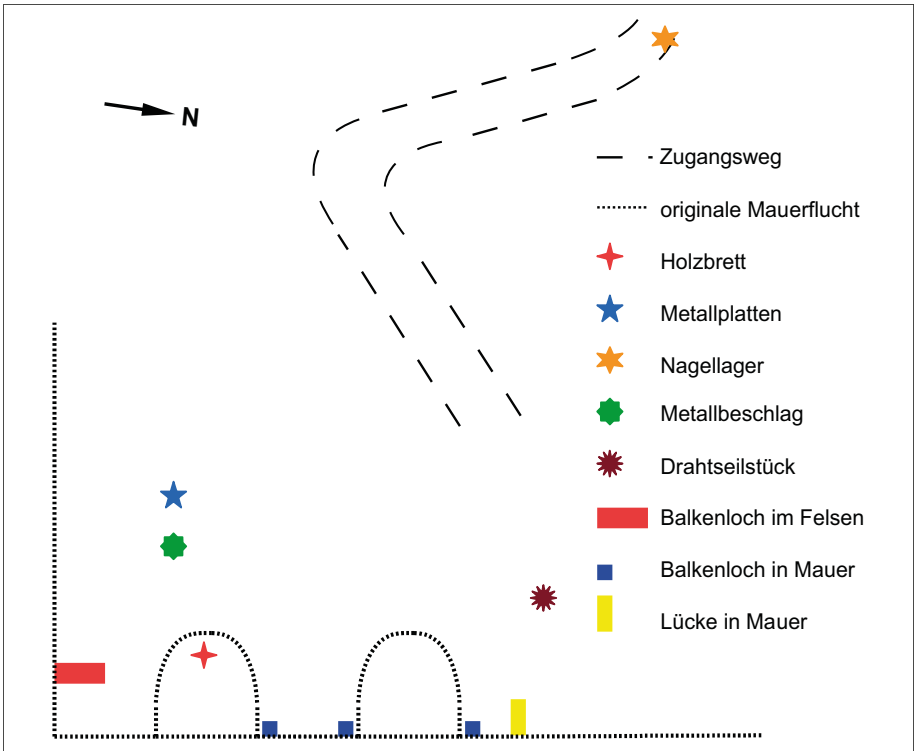 N
Zugangsweg
originale Mauerflucht
Holzbrett
Metallplatten
Nagellager
Metallbeschlag
Drahtseilstück
Balkenloch im Felsen
Balkenloch in Mauer
Lücke in Mauer